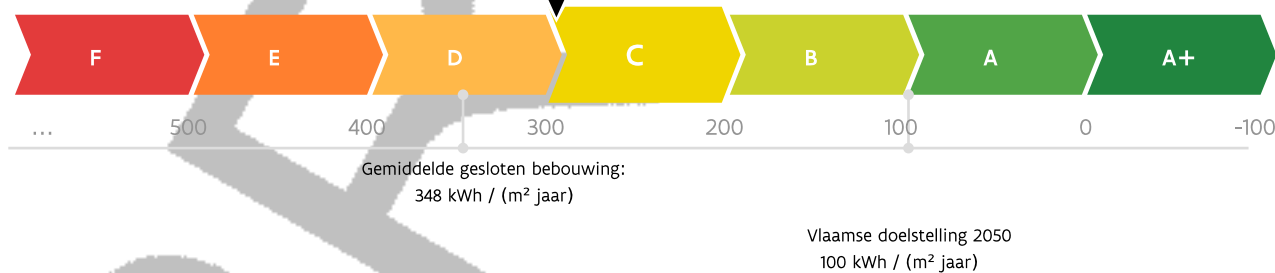 F E D C B A A+
... 500 400 300 200 100 0 -100
Gemiddelde gesloten bebouwing:
348 kWh / (m² jaar)
Vlaamse doelstelling 2050
100 kWh / (m² jaar)